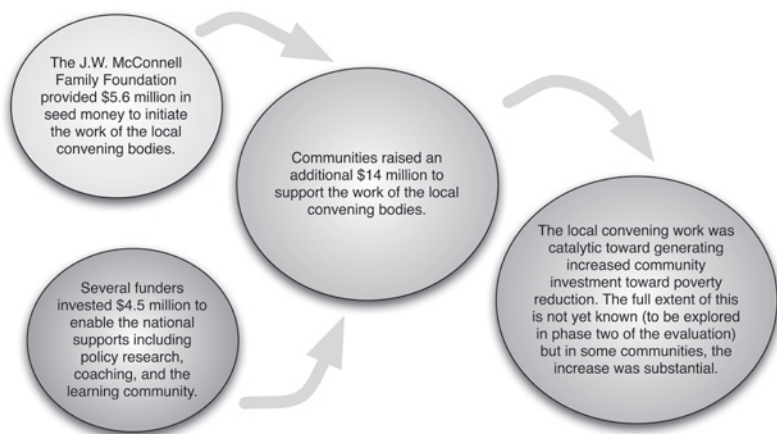 The J.W. McConnell
Family Foundation
provided $5.6 million in
seed money to initiate
the work of the local
convening bodies.
Communities raised an
additional $14 million to
support the work of the local
convening bodies.
Several funders
invested $4.5 million to
enable the national
supports including
policy research,
coaching, and the
learning community.
The local convening work was
catalytic toward generating
increased community
investment toward poverty
reduction. The full extent of this
is not yet known (to be explored
in phase two of the evaluation)
but in some communities, the
increase was substantial.